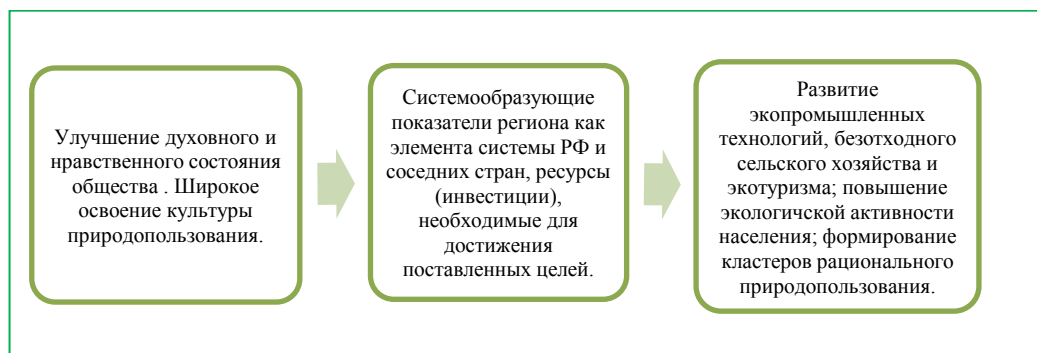 Улучшение духовного и
нравственного состояния
общества . Широкое
освоение культуры
природопользования.
Системообразующие
показатели региона как
элемента системы РФ и
соседних стран, ресурсы
(инвестиции),
необходимые для
достижения
поставленных целей.
Развитие
экопромышленных
технологий, безотходного
сельского хозяйства и
экотуризма; повышение
экологичской активности
населения; формирование
кластеров рационального
природопользования.